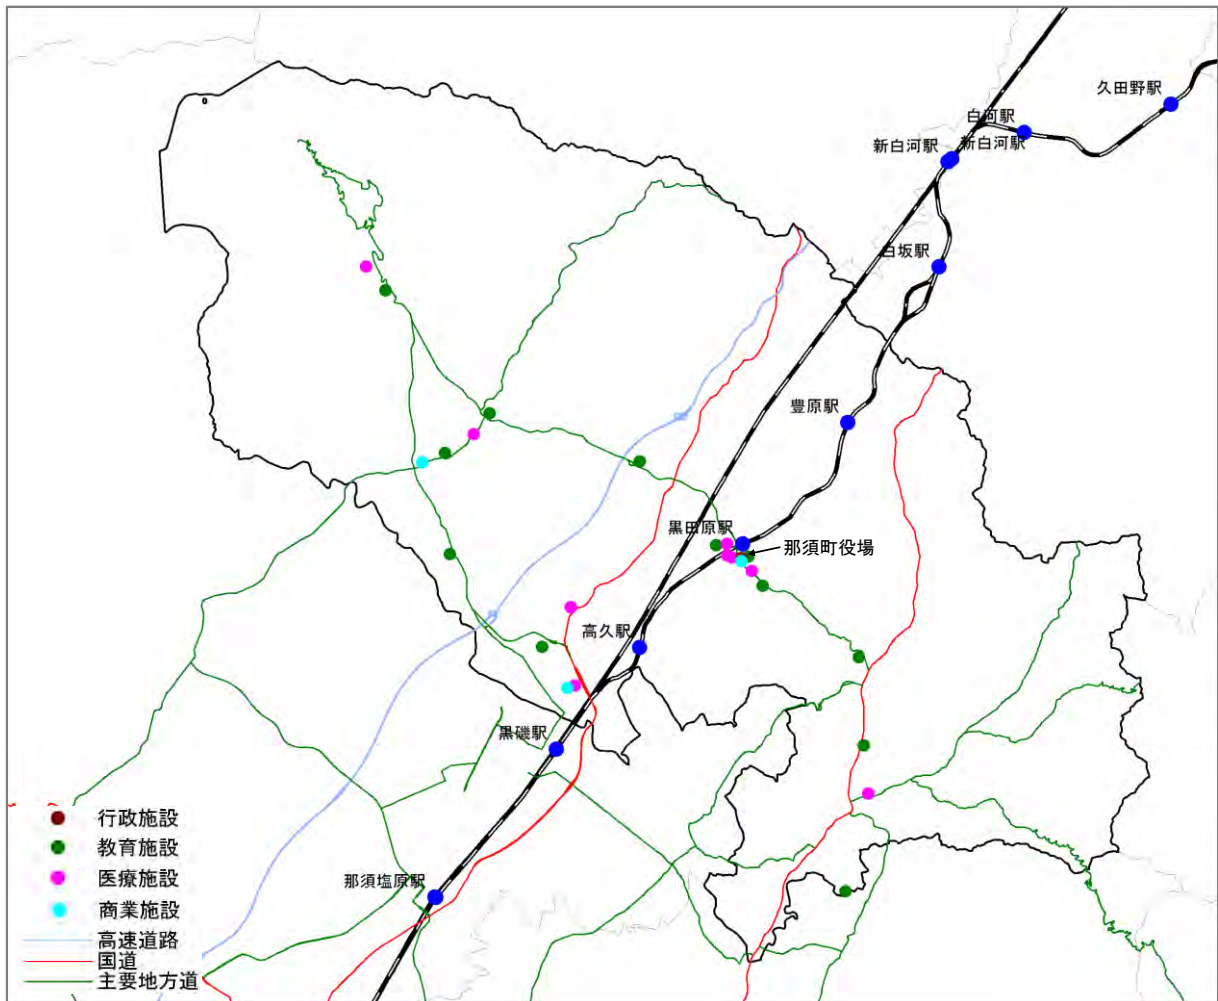 久田野駅
白河駅
新白河駅
新白河駅
白坂駅
豊原駅
黒田原駅
那須町役場
高久駅
黒磯駅
那須塩原駅
行政施設
教育施設
医療施設
商業施設
高速道路
国道
主要地方道